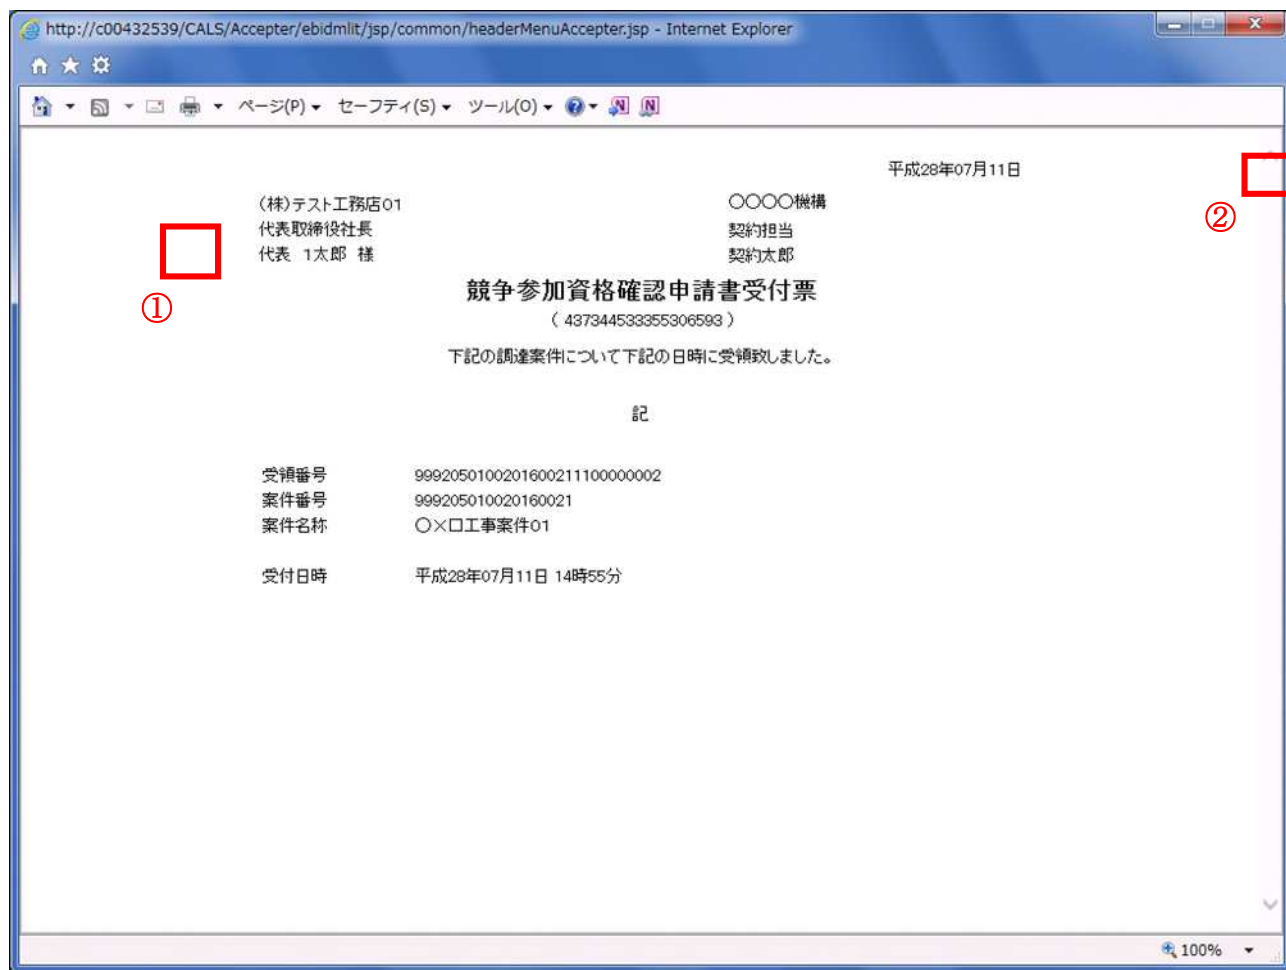 http://c00432539/CALS/Accepter/ebidmlit/jsp/common/headerMenuAccepter.jsp - Internet Explorer
ページ(P) セーフティ(S) ツール(O)
平成28年07月11日
(株)テスト工務店01 〇〇〇〇機構
代表取締役社長 契約担当
代表 1太郎 様 契約太郎
①
②
競争参加資格確認申請書受付票
( 437344533355306593 )
下記の調達案件について下記の日時に受領致しました。
記
受領番号 9992050100201600211100000002
案件番号 999205010020160021
案件名称 〇×口工事案件01
受付日時 平成28年07月11日 14時55分
100%